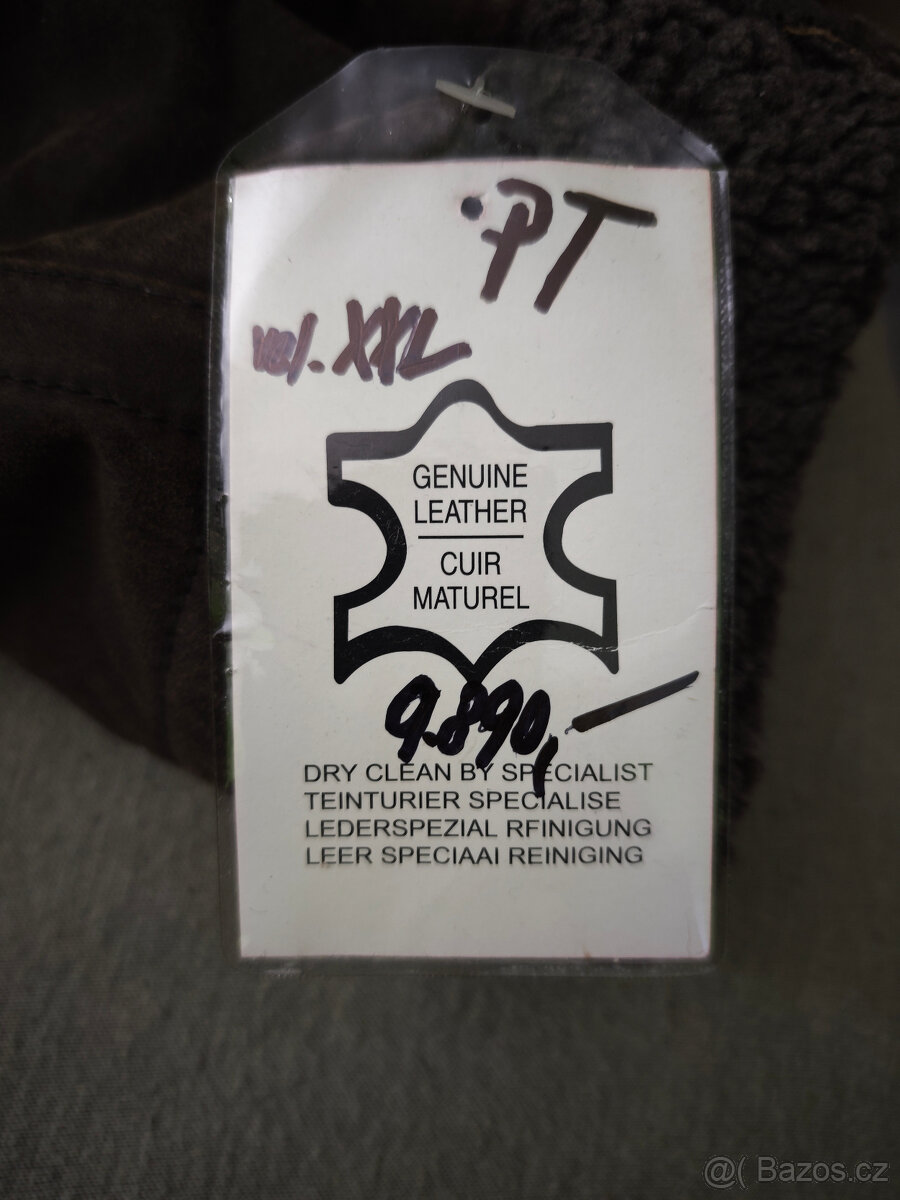 PT
vel. XXL
GENUINE
LEATHER
CUIR
MATUREL
9.890,-
DRY CLEAN BY SPECIALIST
TEINTURIER SPECIALISE
LEDERSPEZIAL RFINIGUNG
LEER SPECIAAI REINIGING
@( Bazos.cz